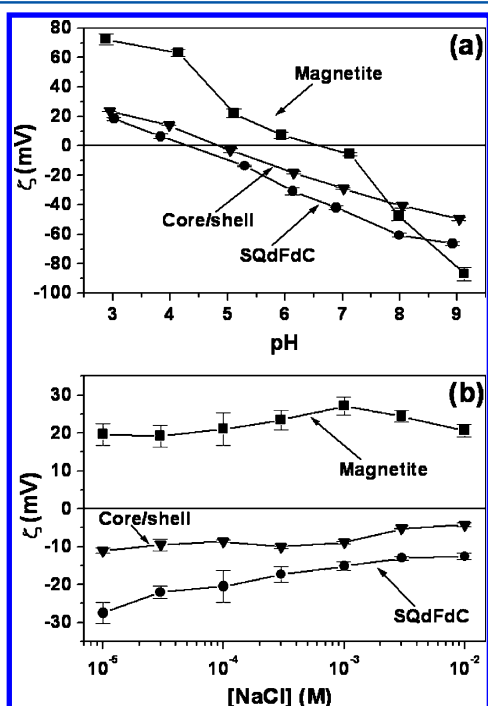 (a)
80
60
40
20
0
-20
-40
-60
-80
-100
ζ (mV)
Magnetite
Core/shell
SQdFdC
3 4 5 6 7 8 9
pH
(b)
30
20
10
0
-10
-20
-30
ζ (mV)
Magnetite
Core/shell
SQdFdC
10⁻⁵ 10⁻⁴ 10⁻³ 10⁻²
[NaCl] (M)